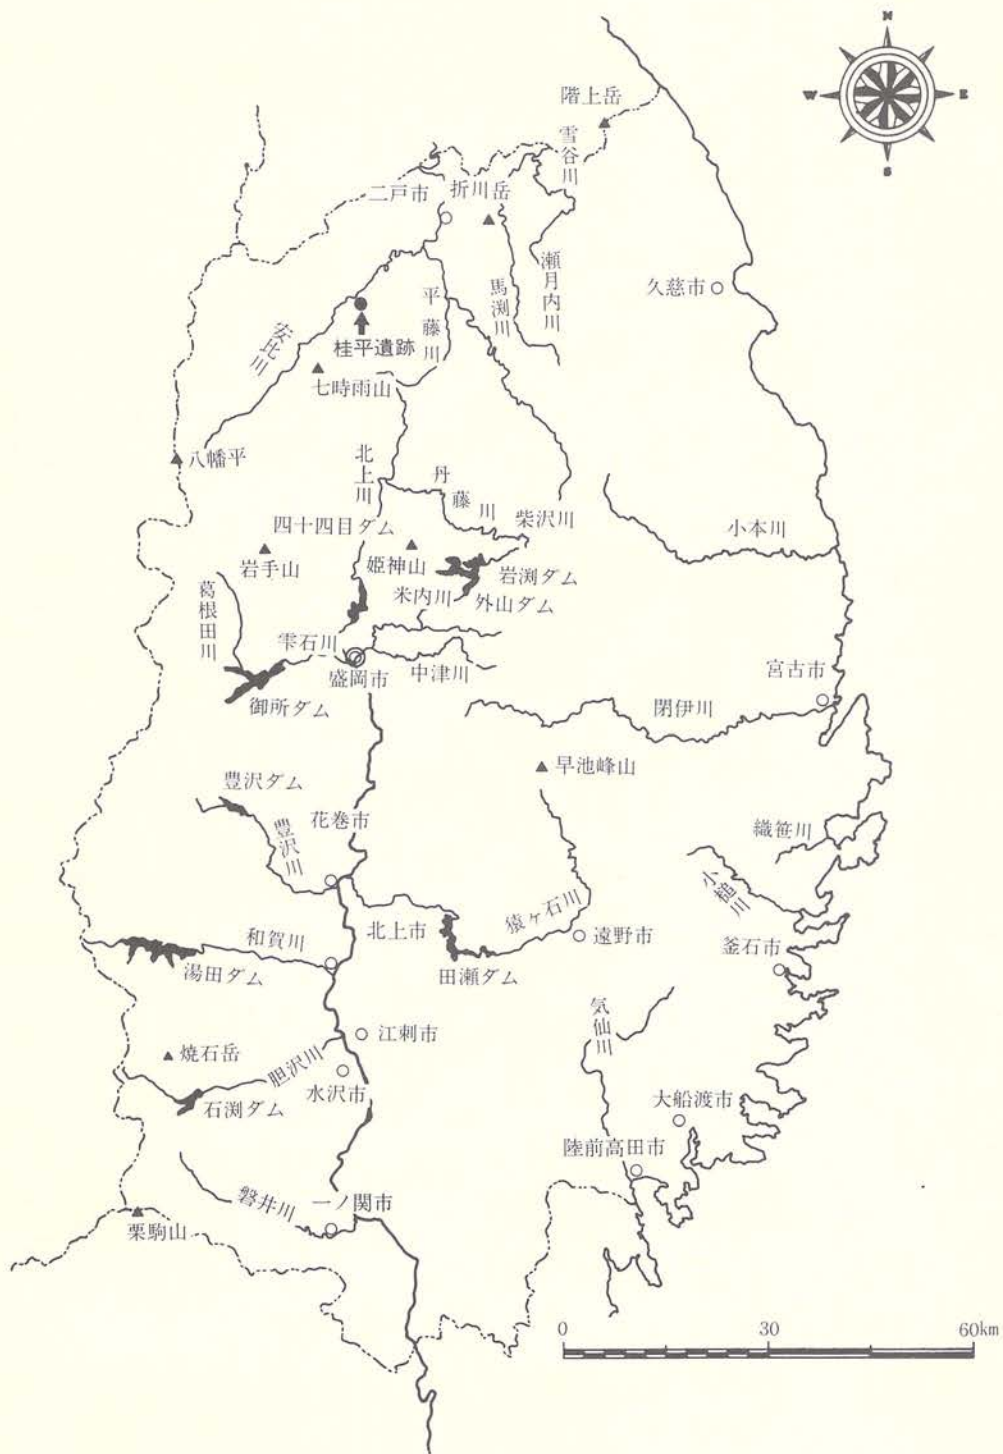 N
W
E
S
階上岳
雪谷川
二戸市
折川岳
瀬月内川
久慈市
馬渕川
平藤川
安比川
桂平遺跡
七時雨山
八幡平
北上川
丹藤川
柴沢川
小本川
四十四目ダム
岩手山
姫神山
岩渕ダム
葛根田川
米内川
外山ダム
雫石川
盛岡市
中津川
宮古市
御所ダム
閉伊川
早池峰山
豊沢ダム
花巻市
豊沢川
織笹川
小槌川
猿ヶ石川
和賀川
北上市
遠野市
釜石市
湯田ダム
田瀬ダム
気仙川
江刺市
焼石岳
胆沢川
水沢市
石渕ダム
大船渡市
陸前高田市
磐井川
一ノ関市
栗駒山
0 30 60km